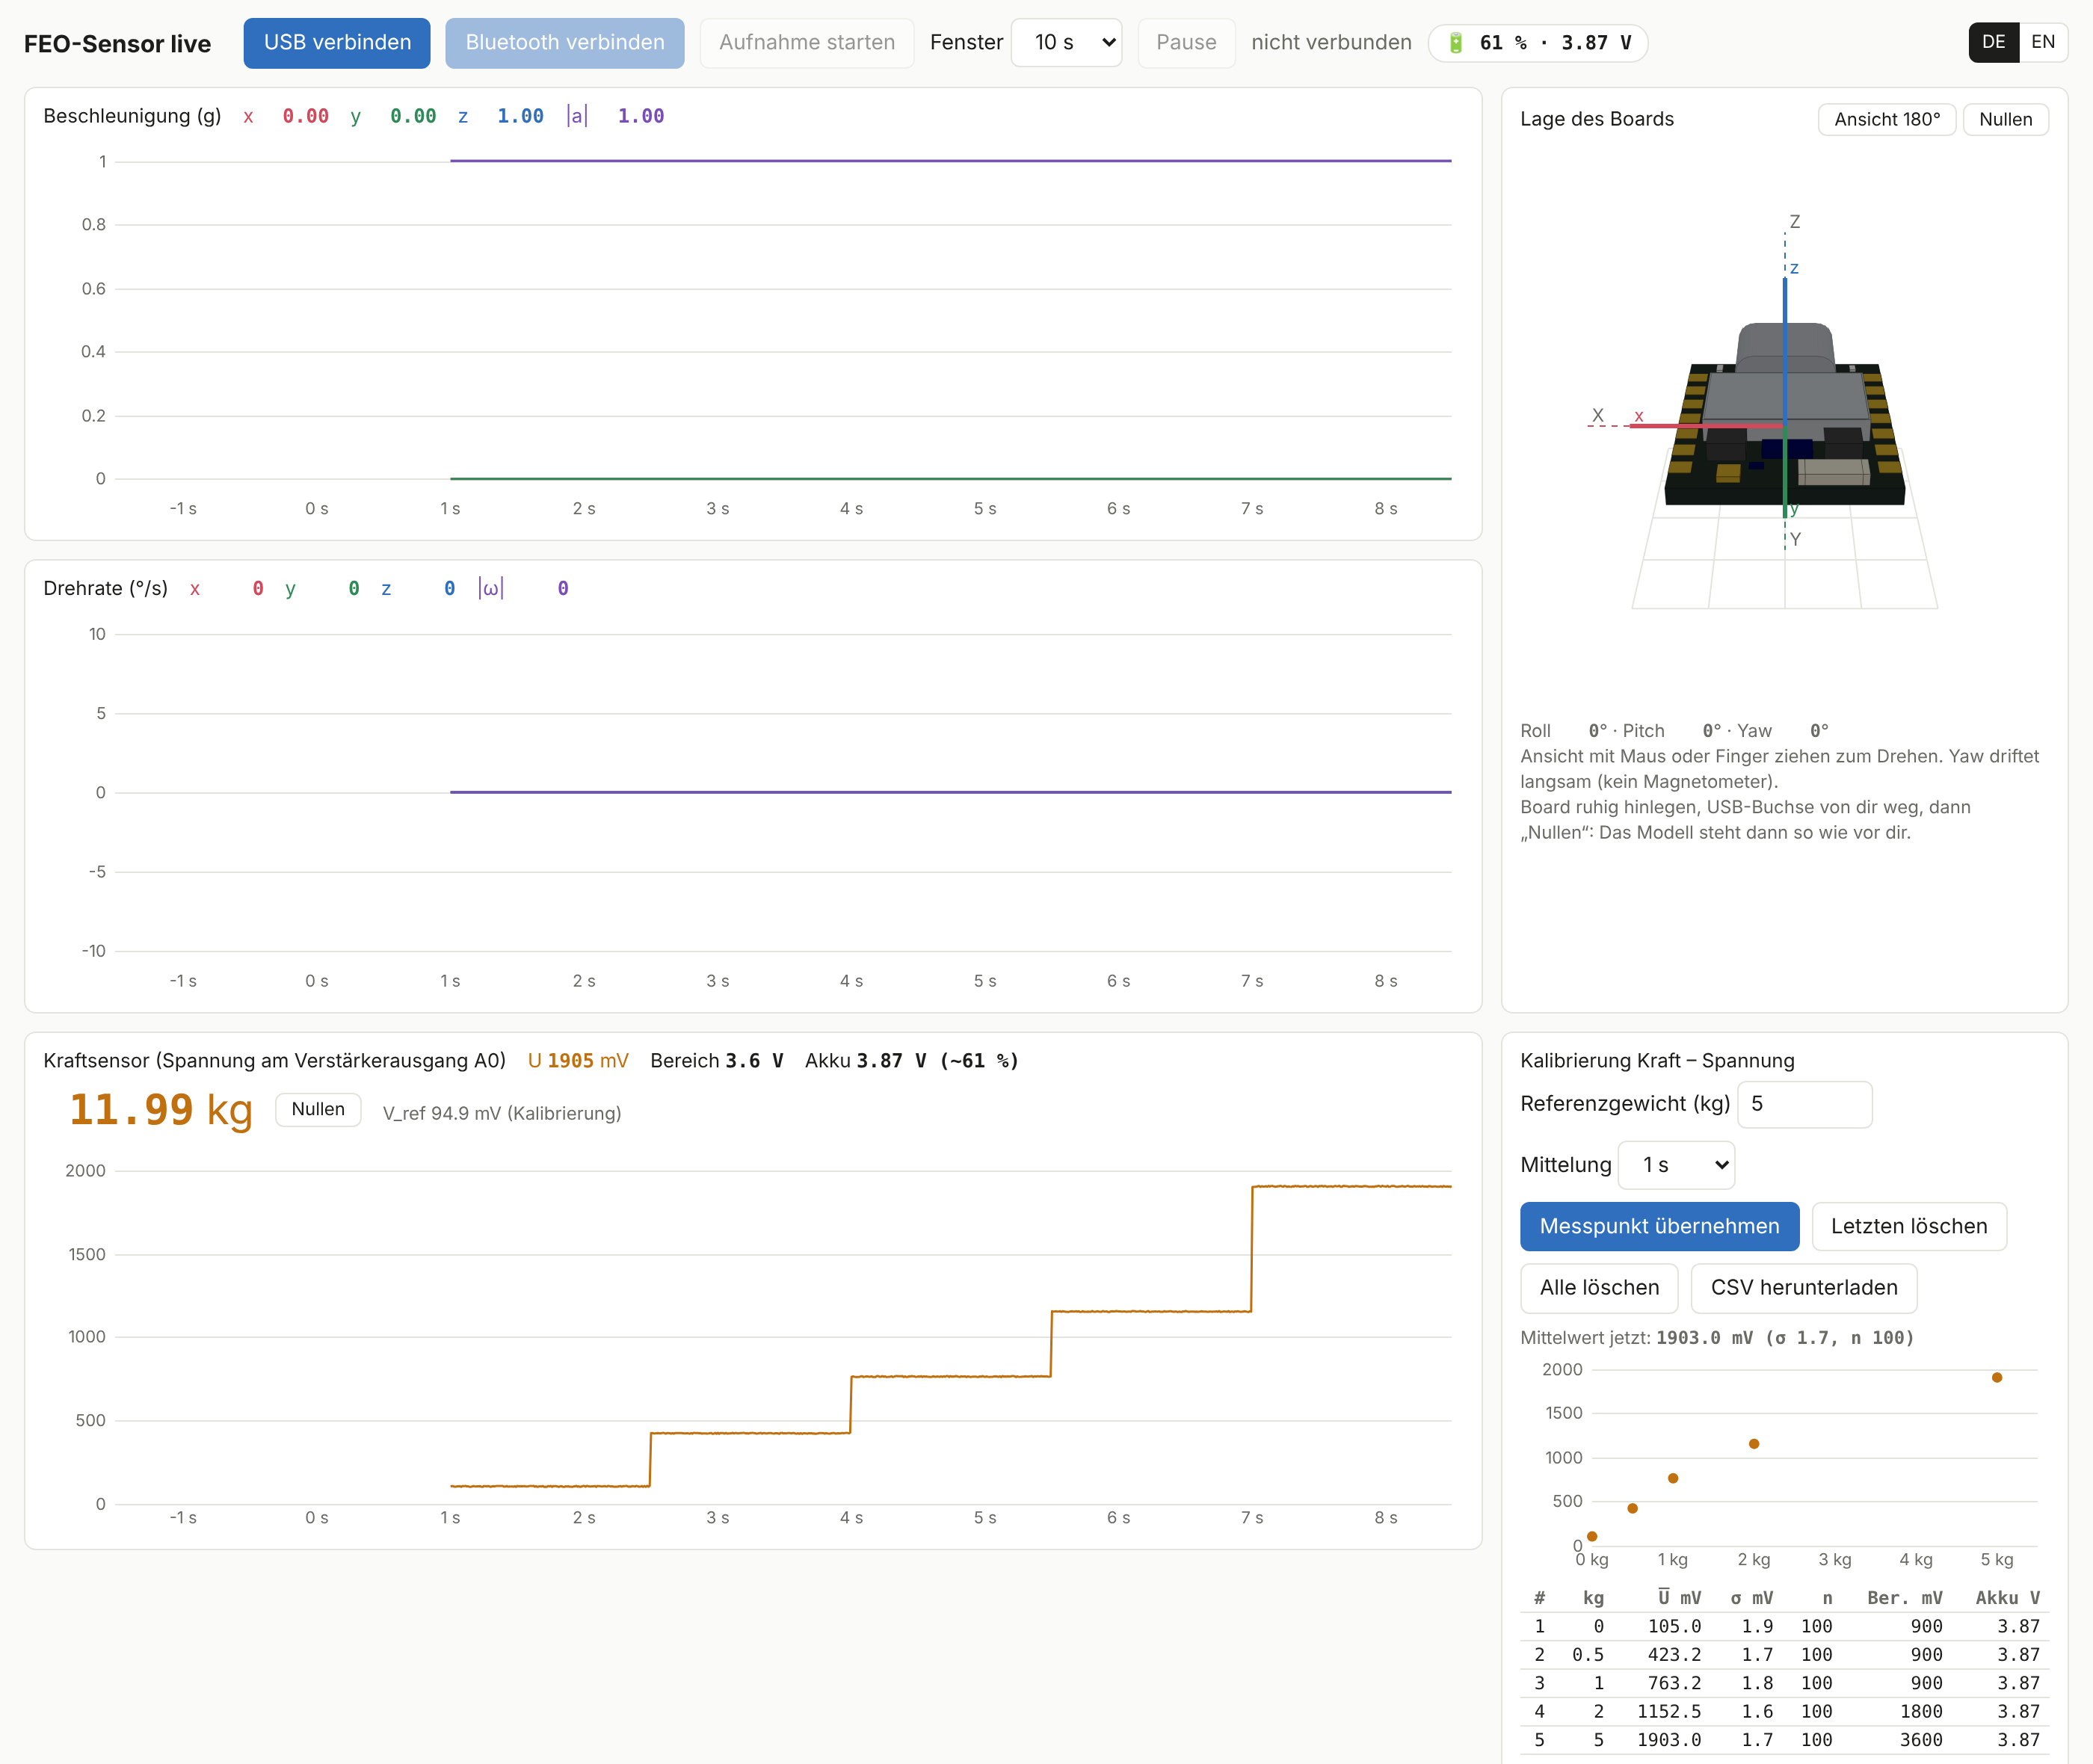 FEO-Sensor live USB verbinden Bluetooth verbinden Aufnahme starten Fenster 10 s Pause nicht verbunden 61 % · 3.87 V DE EN
Beschleunigung (g) x 0.00 y 0.00 z 1.00 |a| 1.00
1
0.8
0.6
0.4
0.2
0
-1 s 0 s 1 s 2 s 3 s 4 s 5 s 6 s 7 s 8 s
Lage des Boards Ansicht 180° Nullen
Z
z
X x
y
Y
Roll 0° · Pitch 0° · Yaw 0°
Ansicht mit Maus oder Finger ziehen zum Drehen. Yaw driftet
langsam (kein Magnetometer).
Board ruhig hinlegen, USB-Buchse von dir weg, dann
„Nullen“: Das Modell steht dann so wie vor dir.
Drehrate (°/s) x 0 y 0 z 0 |ω| 0
10
5
0
-5
-10
-1 s 0 s 1 s 2 s 3 s 4 s 5 s 6 s 7 s 8 s
Kraftsensor (Spannung am Verstärkerausgang A0) U 1905 mV Bereich 3.6 V Akku 3.87 V (~61 %)
11.99 kg Nullen V_ref 94.9 mV (Kalibrierung)
2000
1500
1000
500
0
-1 s 0 s 1 s 2 s 3 s 4 s 5 s 6 s 7 s 8 s
Kalibrierung Kraft – Spannung
Referenzgewicht (kg) 5
Mittelung 1 s
Messpunkt übernehmen Letzten löschen
Alle löschen CSV herunterladen
Mittelwert jetzt: 1903.0 mV (σ 1.7, n 100)
2000
1500
1000
500
0
0 kg 1 kg 2 kg 3 kg 4 kg 5 kg
# kg U̅ mV σ mV n Ber. mV Akku V
1 0 105.0 1.9 100 900 3.87
2 0.5 423.2 1.7 100 900 3.87
3 1 763.2 1.8 100 900 3.87
4 2 1152.5 1.6 100 1800 3.87
5 5 1903.0 1.7 100 3600 3.87